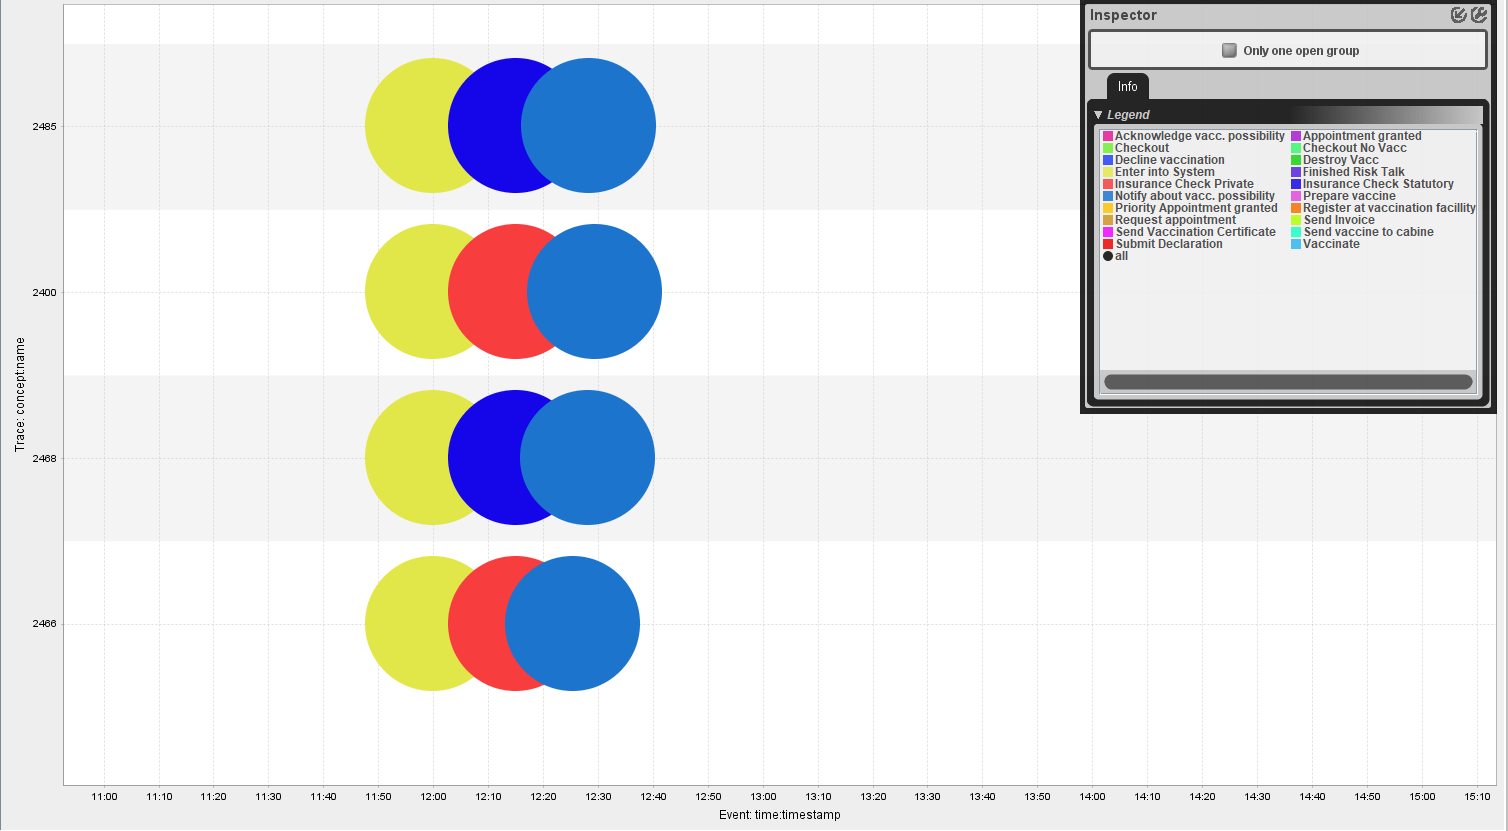 Inspector
Only one open group
Info
Legend
Acknowledge vacc. possibility Appointment granted
Checkout Checkout No Vacc
Decline vaccination Destroy Vacc
Enter into System Finished Risk Talk
Insurance Check Private Insurance Check Statutory
Notify about vacc. possibility Prepare vaccine
Priority Appointment granted Register at vaccination facillity
Request appointment Send Invoice
Send Vaccination Certificate Send vaccine to cabine
Submit Declaration Vaccinate
all
Trace: concept:name
2485
2400
2468
2466
11:00 11:10 11:20 11:30 11:40 11:50 12:00 12:10 12:20 12:30 12:40 12:50 13:00 13:10 13:20 13:30 13:40 13:50 14:00 14:10 14:20 14:30 14:40 14:50 15:00 15:10
Event: time:timestamp